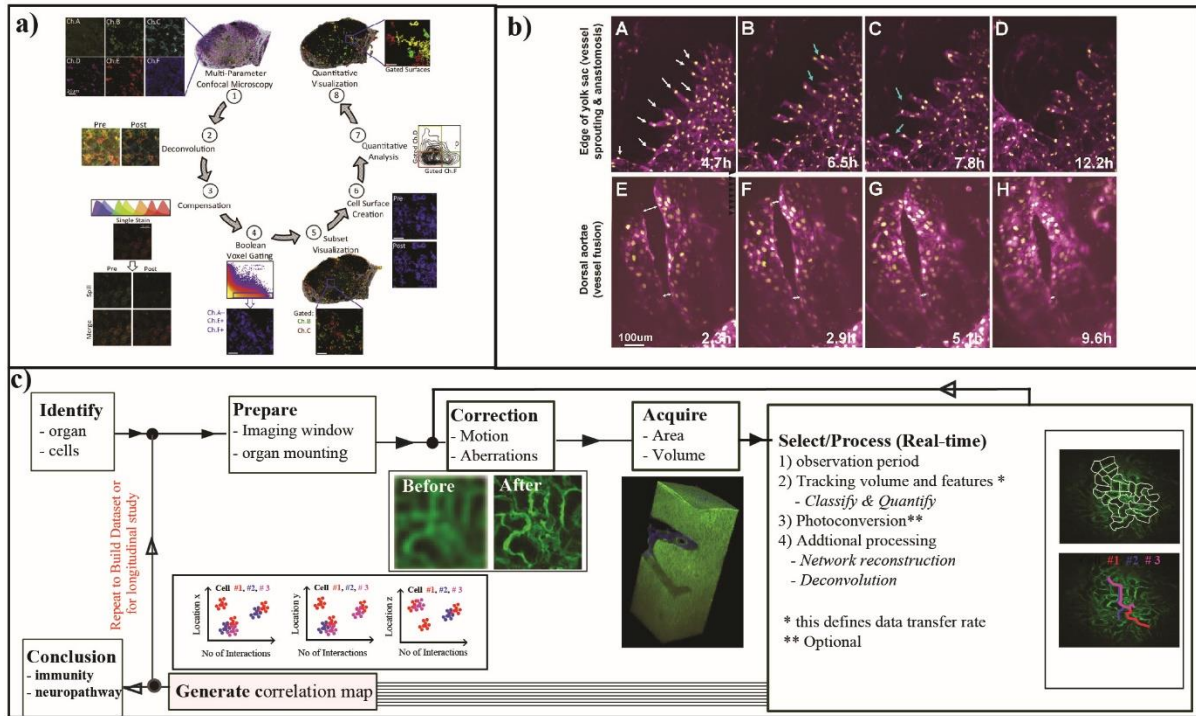 a)
Ch.A
Ch.B
Ch.C
Ch.D
Ch.E
Ch.F
Multi-Parameter
Confocal Microscopy
1
Pre
Post
2
Deconvolution
3
Compensation
Single Stain
Pre
Post
Spill
Merge
4
Boolean
Voxel Gating
Ch.A-
Ch.E+
Ch.F+
5
Subset
Visualization
Gated:
Ch.B
Ch.C
6
Cell Surface
Creation
Pre
Post
7
Quantitative
Analysis
Gated Ch.D
Gated Ch.F
8
Quantitative
Visualization
Gated Surfaces
b)
Edge of yolk sac (vessel
sprouting & anastomosis)
A
4.7h
B
6.5h
C
7.8h
D
12.2h
Dorsal aortae
(vessel fusion)
E
100um
2.3h
F
2.9h
G
5.1h
H
9.6h
c)
Identify
- organ
- cells
Prepare
- Imaging window
- organ mounting
Correction
- Motion
- Aberrations
Before
After
Acquire
- Area
- Volume
Select/Process (Real-time)
1) observation period
2) Tracking volume and features *
- Classify & Quantify
3) Photoconversion**
4) Addtional processing
- Network reconstruction
- Deconvolution
* this defines data transfer rate
** Optional
#1 #2 #3
Repeat to Build Dataset or
for longitudinal study
Cell #1, #2, # 3
Location x
No of Interactions
Cell #1, #2, # 3
Location y
No of Interactions
Cell #1, #2, # 3
Location z
No of Interactions
Generate correlation map
Conclusion
- immunity
- neuropathway